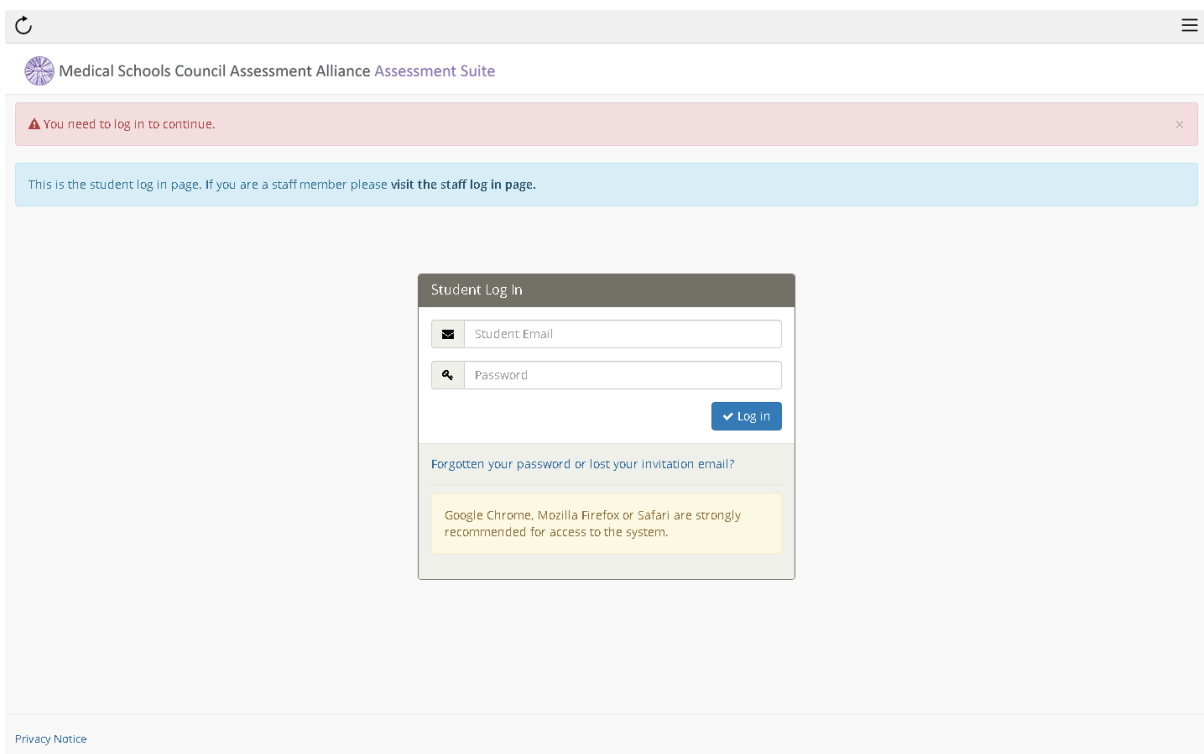 Medical Schools Council Assessment Alliance Assessment Suite
You need to log in to continue.
×
This is the student log in page. If you are a staff member please visit the staff log in page.
Student Log In
Student Email
Password
Log in
Forgotten your password or lost your invitation email?
Google Chrome, Mozilla Firefox or Safari are strongly
recommended for access to the system.
Privacy Notice